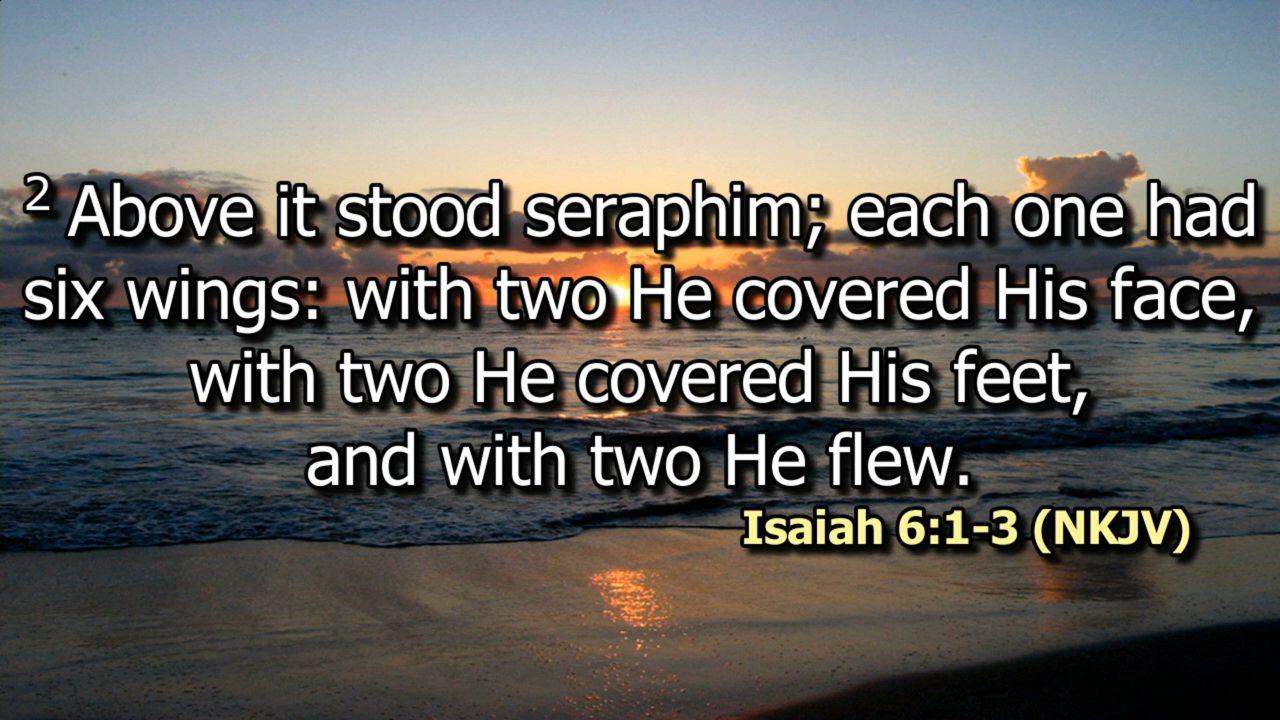 2 Above it stood seraphim; each one had
six wings: with two He covered His face,
with two He covered His feet,
and with two He flew.
Isaiah 6:1-3 (NKJV)